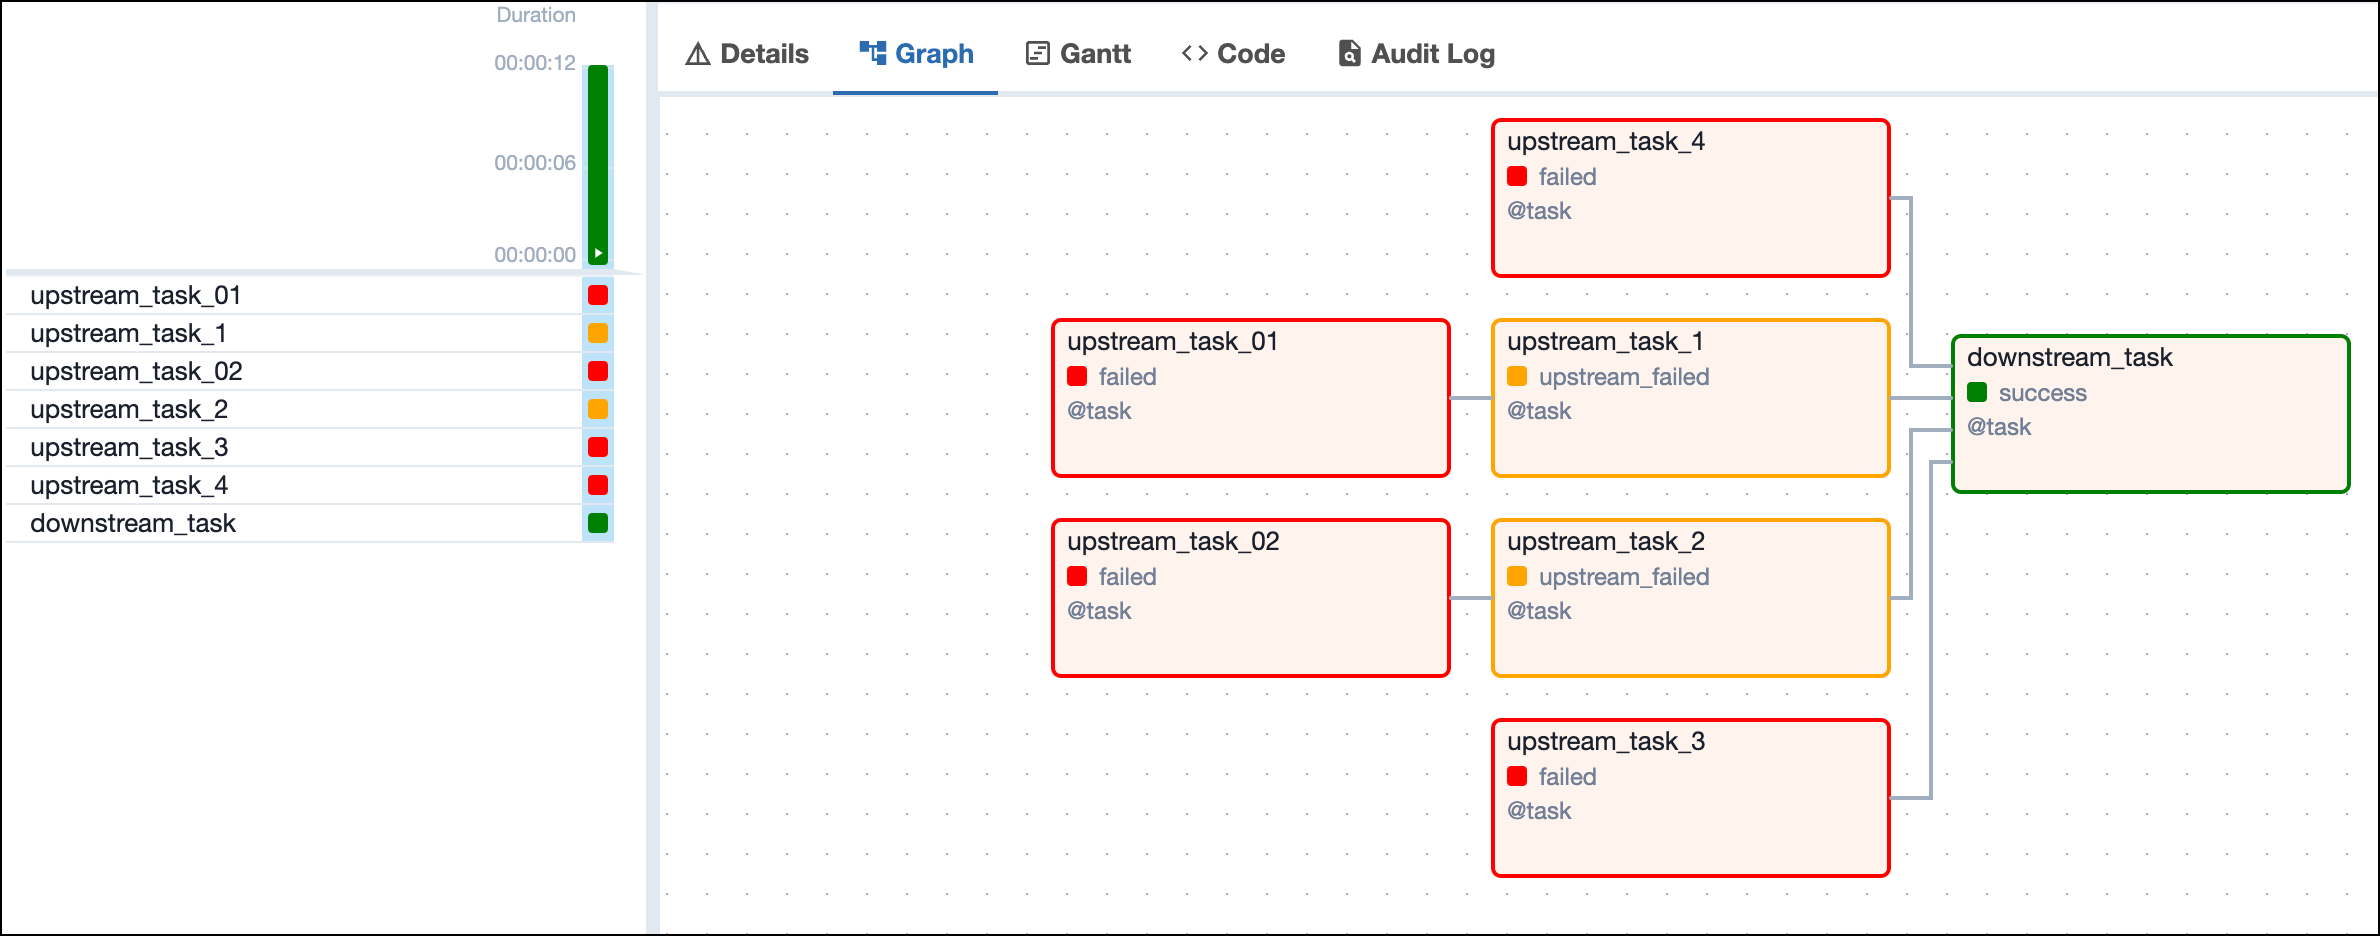 Duration
00:00:12
00:00:06
00:00:00
upstream_task_01
upstream_task_1
upstream_task_02
upstream_task_2
upstream_task_3
upstream_task_4
downstream_task
Details Graph Gantt Code Audit Log
upstream_task_4
failed
@task
upstream_task_01
failed
@task
upstream_task_1
upstream_failed
@task
downstream_task
success
@task
upstream_task_02
failed
@task
upstream_task_2
upstream_failed
@task
upstream_task_3
failed
@task